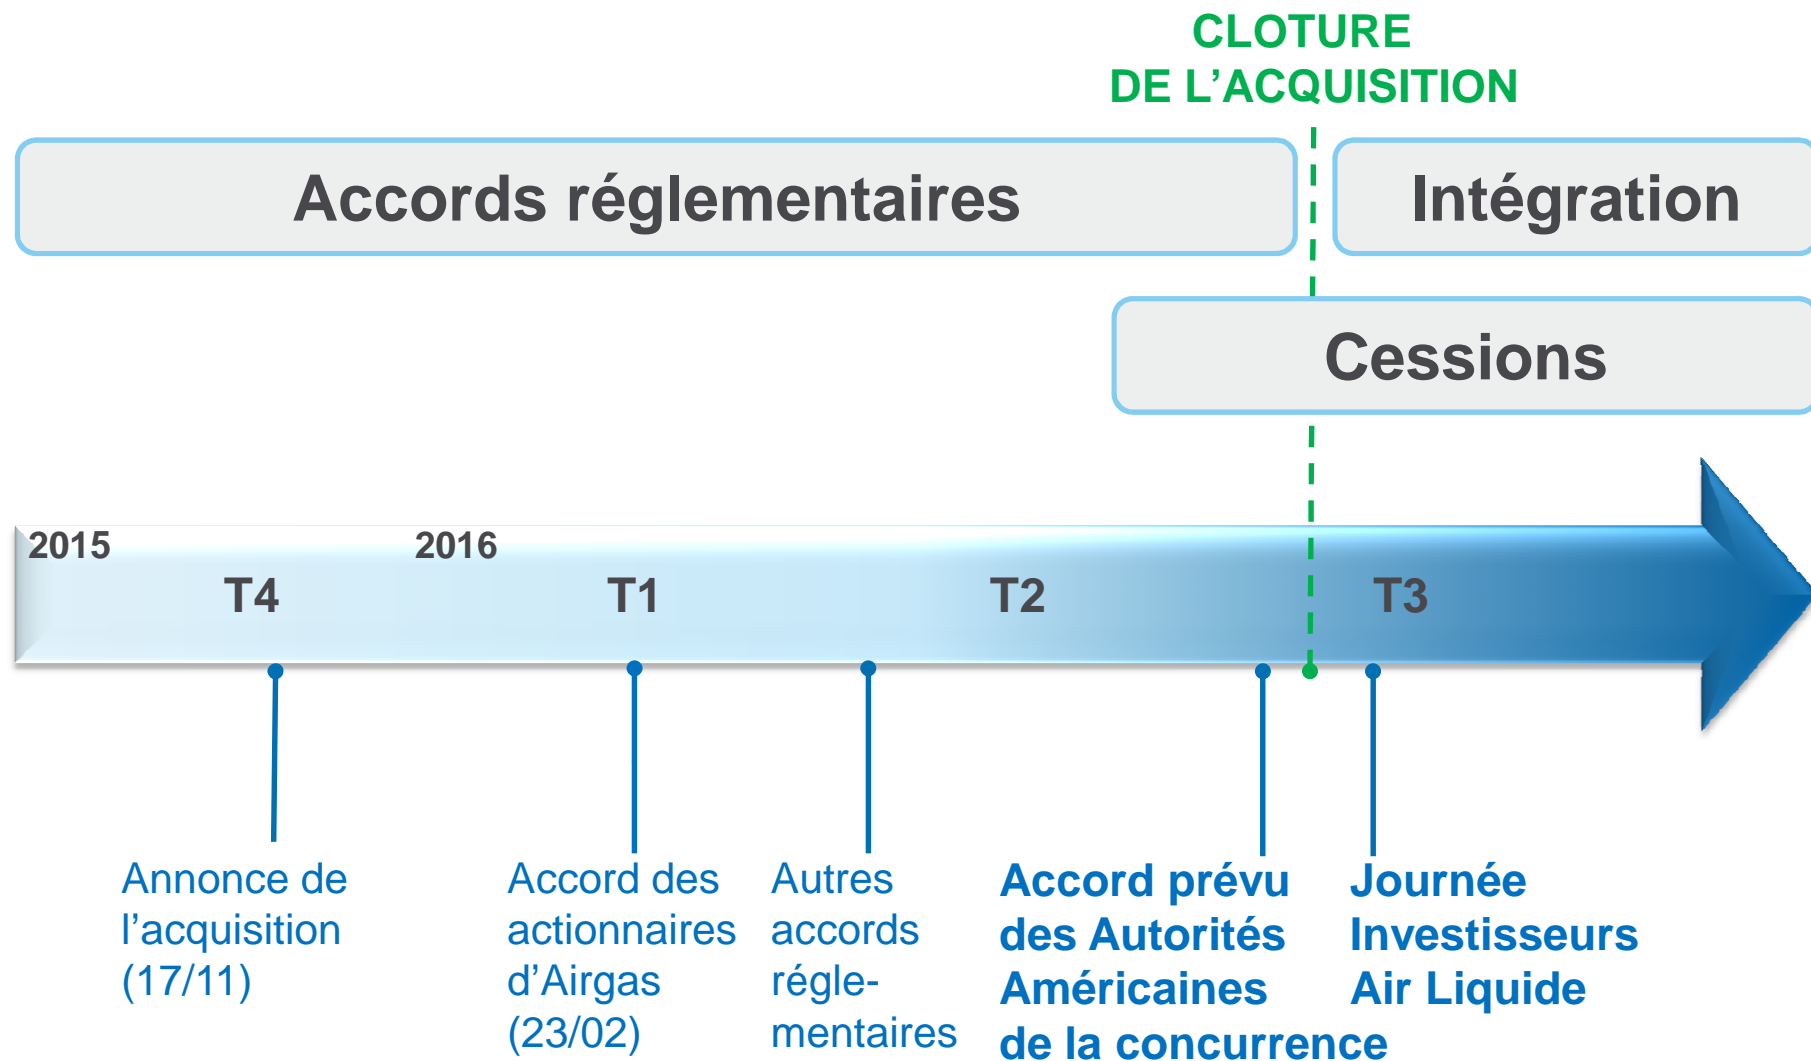 CLOTURE
DE L’ACQUISITION
Accords réglementaires
Intégration
Cessions
2015
2016
T4
T1
T2
T3
Annonce de
l’acquisition
(17/11)
Accord des
actionnaires
d’Airgas
(23/02)
Autres
accords
régle-
mentaires
Accord prévu
des Autorités
Américaines
de la concurrence
Journée
Investisseurs
Air Liquide